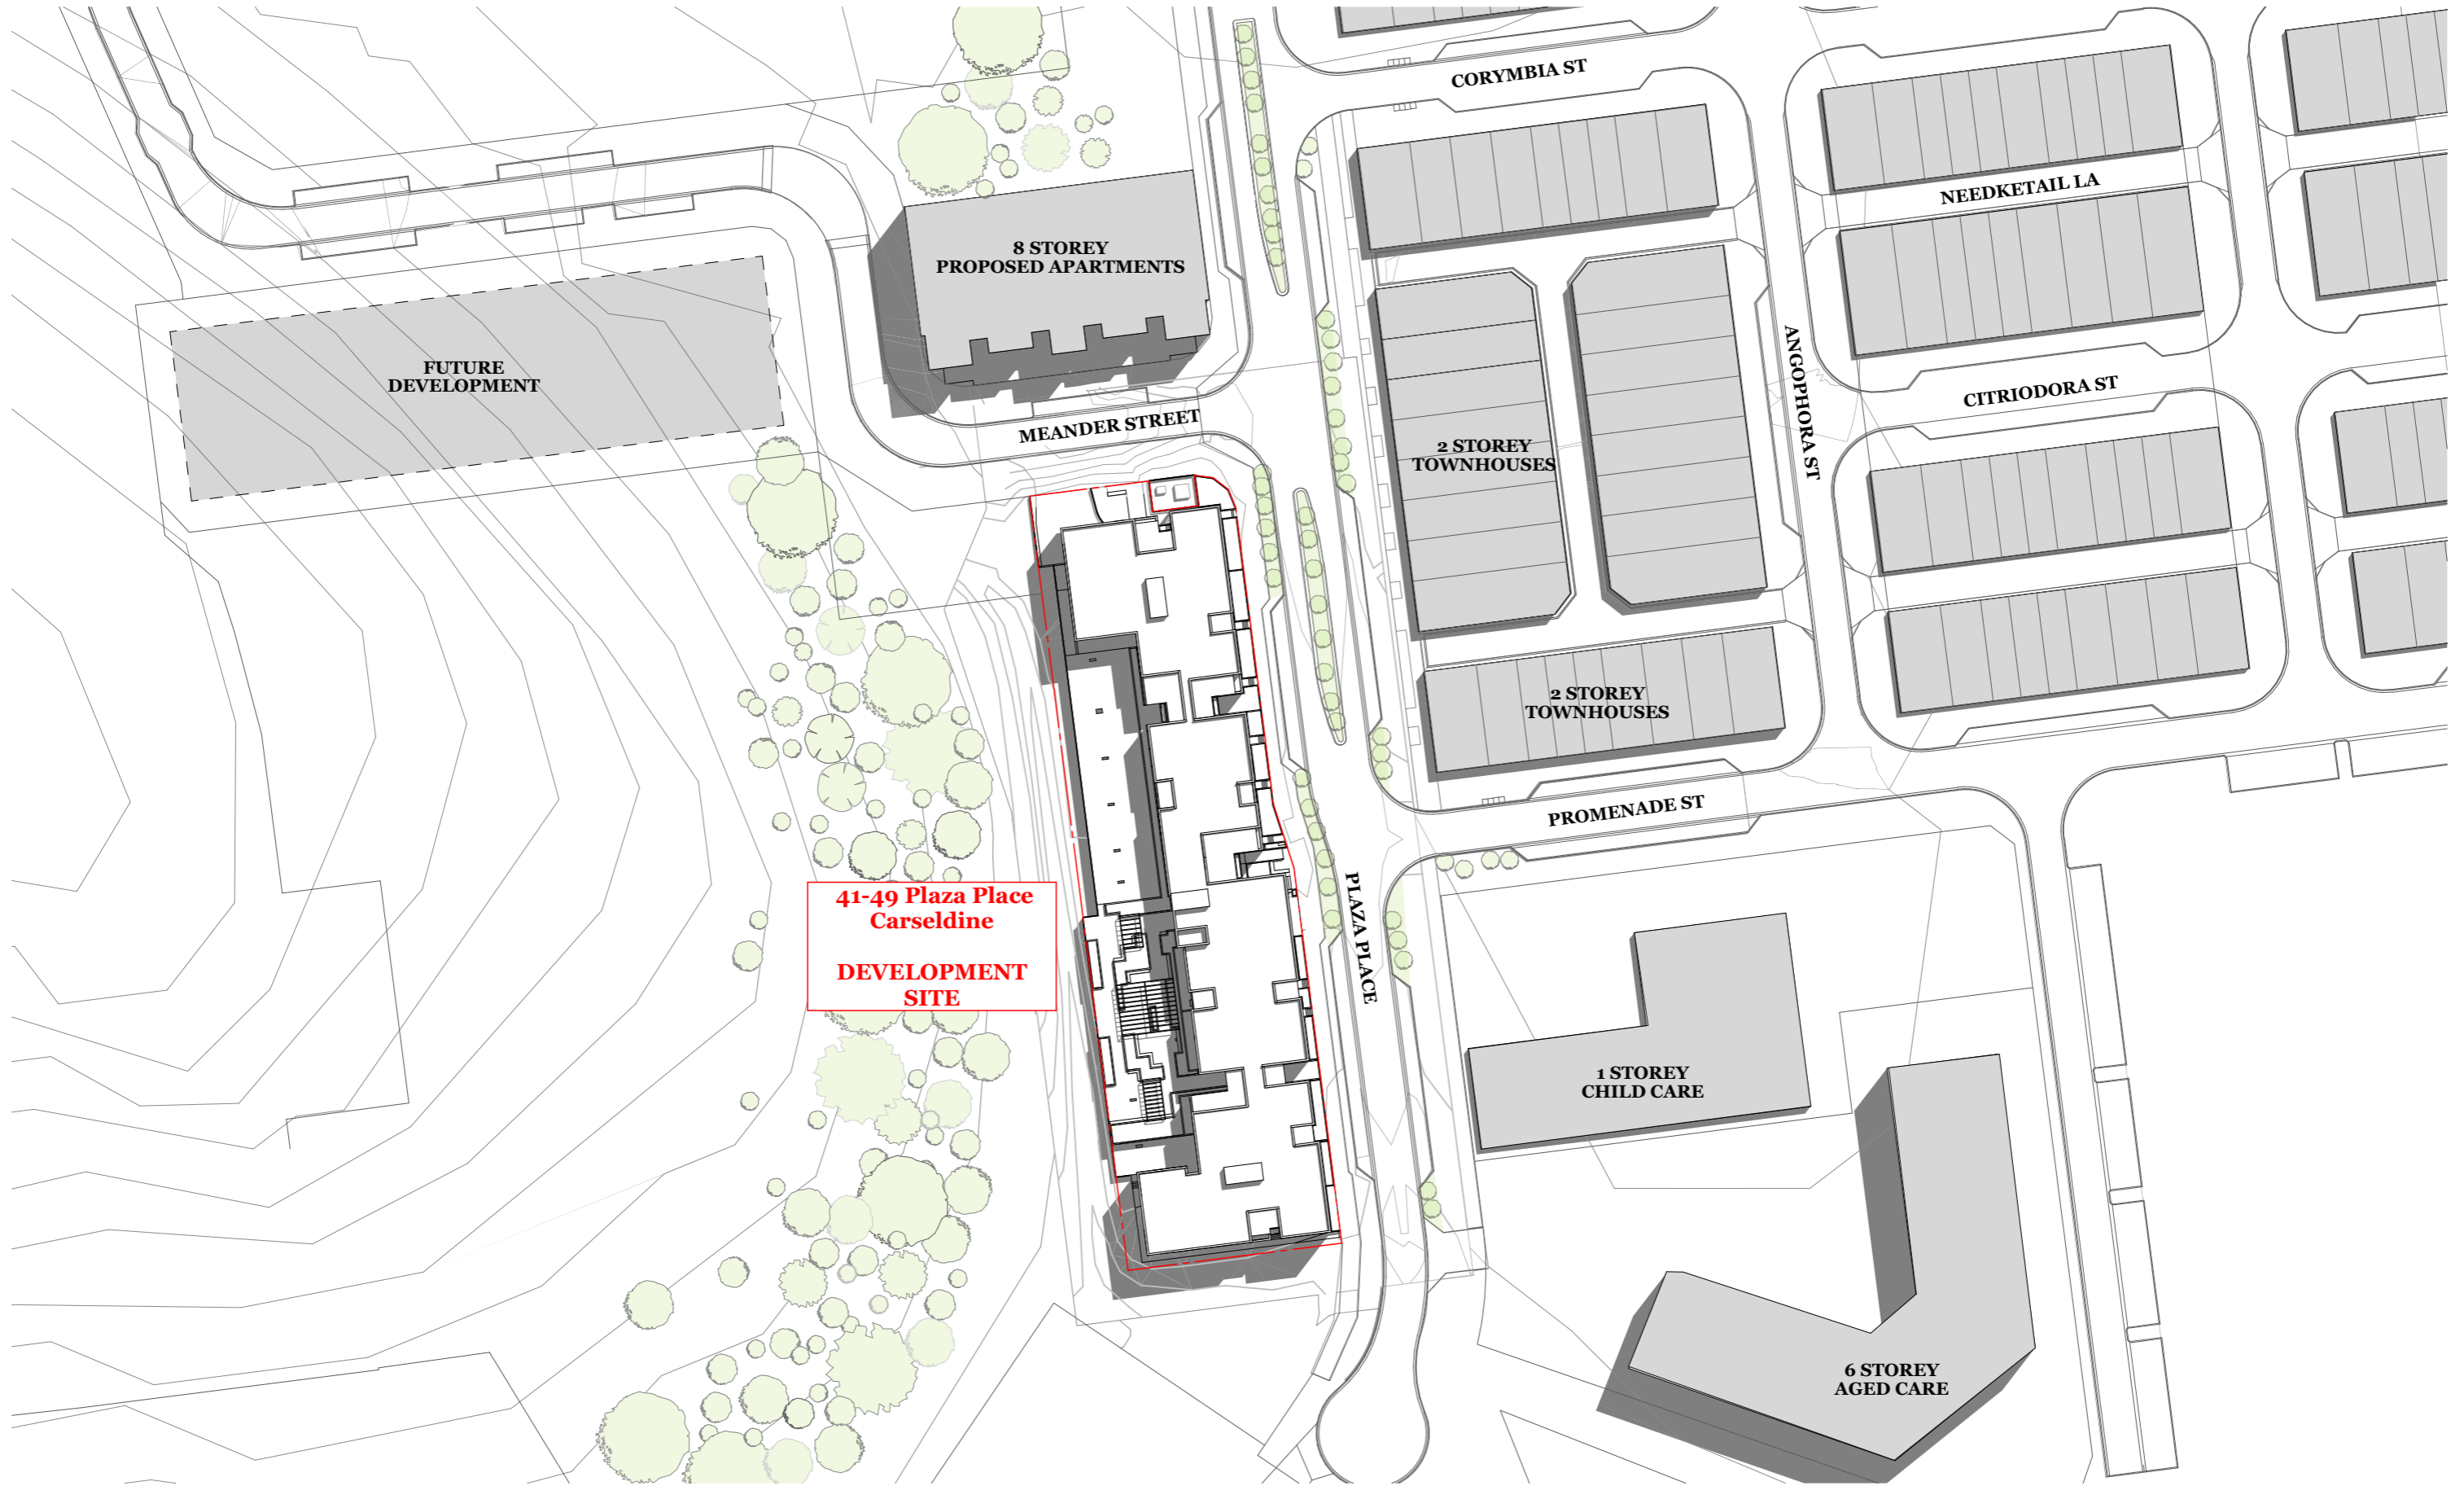 CORYMBIA ST
NEEDKETAIL LA
8 STOREY
PROPOSED APARTMENTS
FUTURE
DEVELOPMENT
MEANDER STREET
ANGOPHORA ST
CITRIODORA ST
2 STOREY
TOWNHOUSES
2 STOREY
TOWNHOUSES
PROMENADE ST
41-49 Plaza Place
Carseldine
DEVELOPMENT
SITE
PLAZA PLACE
1 STOREY
CHILD CARE
6 STOREY
AGED CARE